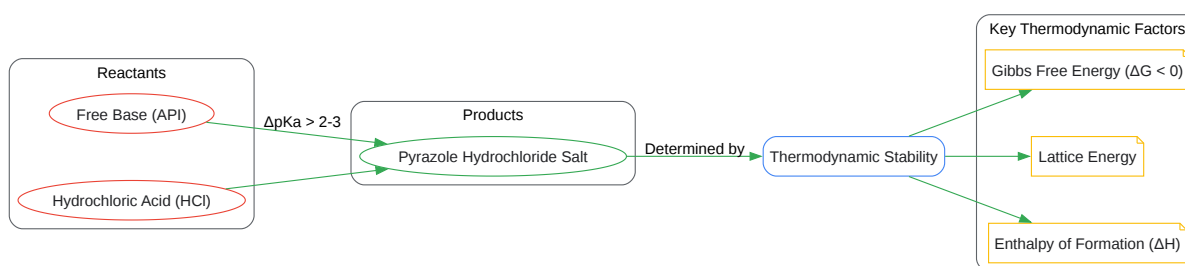 Reactants
Free Base (API)
Hydrochloric Acid (HCl)
ΔpKa > 2-3
Products
Pyrazole Hydrochloride Salt
Determined by
Thermodynamic Stability
Key Thermodynamic Factors
Gibbs Free Energy (ΔG < 0)
Lattice Energy
Enthalpy of Formation (ΔH)